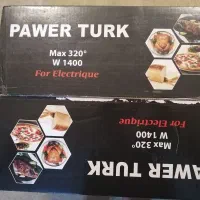 PAWER TURK
Max 320°
W 1400
For Electrique
For Electrique
W 1400
Max 320°
PAWER TURK